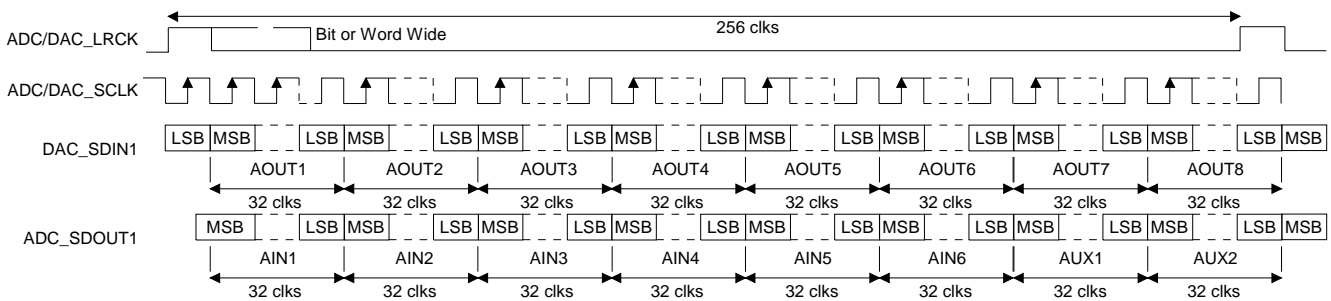 256 clks
ADC/DAC_LRCK Bit or Word Wide
ADC/DAC_SCLK
DAC_SDIN1 LSB MSB LSB MSB LSB MSB LSB MSB LSB MSB LSB MSB LSB MSB LSB MSB LSB MSB
AOUT1 AOUT2 AOUT3 AOUT4 AOUT5 AOUT6 AOUT7 AOUT8
32 clks 32 clks 32 clks 32 clks 32 clks 32 clks 32 clks 32 clks
ADC_SDOUT1 MSB LSB MSB LSB MSB LSB MSB LSB MSB LSB MSB LSB MSB LSB MSB LSB MSB
AIN1 AIN2 AIN3 AIN4 AIN5 AIN6 AUX1 AUX2
32 clks 32 clks 32 clks 32 clks 32 clks 32 clks 32 clks 32 clks